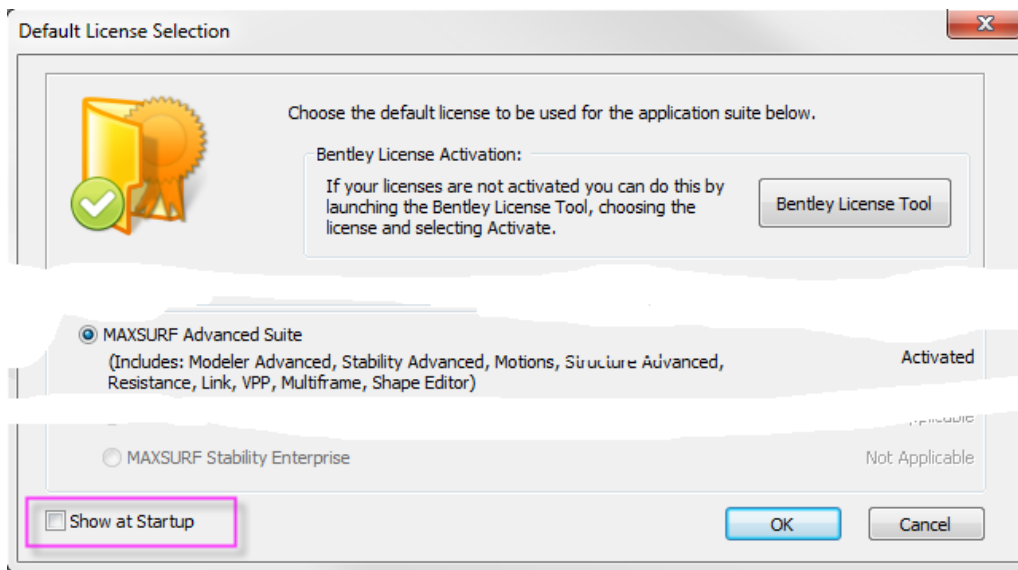 Default License Selection
Choose the default license to be used for the application suite below.
Bentley License Activation:
If your licenses are not activated you can do this by
launching the Bentley License Tool, choosing the
license and selecting Activate.
Bentley License Tool
MAXSURF Advanced Suite
Activated
(Includes: Modeler Advanced, Stability Advanced, Motions, Structure Advanced,
Resistance, Link, VPP, Multiframe, Shape Editor)
MAXSURF Stability Enterprise
Not Applicable
Show at Startup
OK
Cancel